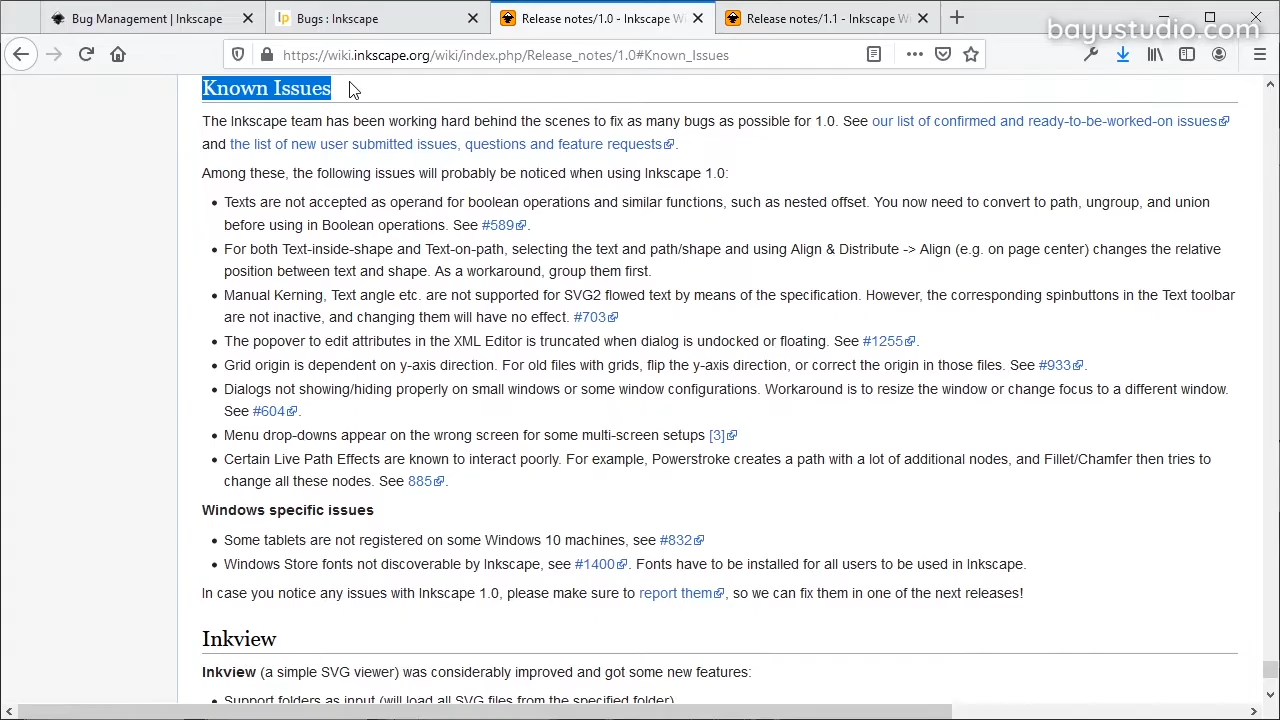 Bug Management | Inkscape
Bugs : Inkscape
Release notes/1.0 - Inkscape Wi
Release notes/1.1 - Inkscape Wi
bayustudio.com
https://wiki.inkscape.org/wiki/index.php/Release_notes/1.0#Known_Issues
Known Issues
The Inkscape team has been working hard behind the scenes to fix as many bugs as possible for 1.0. See our list of confirmed and ready-to-be-worked-on issues
and the list of new user submitted issues, questions and feature requests.
Among these, the following issues will probably be noticed when using Inkscape 1.0:
Texts are not accepted as operand for boolean operations and similar functions, such as nested offset. You now need to convert to path, ungroup, and union
before using in Boolean operations. See #589.
For both Text-inside-shape and Text-on-path, selecting the text and path/shape and using Align & Distribute -> Align (e.g. on page center) changes the relative
position between text and shape. As a workaround, group them first.
Manual Kerning, Text angle etc. are not supported for SVG2 flowed text by means of the specification. However, the corresponding spinbuttons in the Text toolbar
are not inactive, and changing them will have no effect. #703
The popover to edit attributes in the XML Editor is truncated when dialog is undocked or floating. See #1255.
Grid origin is dependent on y-axis direction. For old files with grids, flip the y-axis direction, or correct the origin in those files. See #933.
Dialogs not showing/hiding properly on small windows or some window configurations. Workaround is to resize the window or change focus to a different window.
See #604.
Menu drop-downs appear on the wrong screen for some multi-screen setups [3]
Certain Live Path Effects are known to interact poorly. For example, Powerstroke creates a path with a lot of additional nodes, and Fillet/Chamfer then tries to
change all these nodes. See 885.
Windows specific issues
Some tablets are not registered on some Windows 10 machines, see #832
Windows Store fonts not discoverable by Inkscape, see #1400. Fonts have to be installed for all users to be used in Inkscape.
In case you notice any issues with Inkscape 1.0, please make sure to report them, so we can fix them in one of the next releases!
Inkview
Inkview (a simple SVG viewer) was considerably improved and got some new features:
Support folders as input (will load all SVG files from the specified folder)